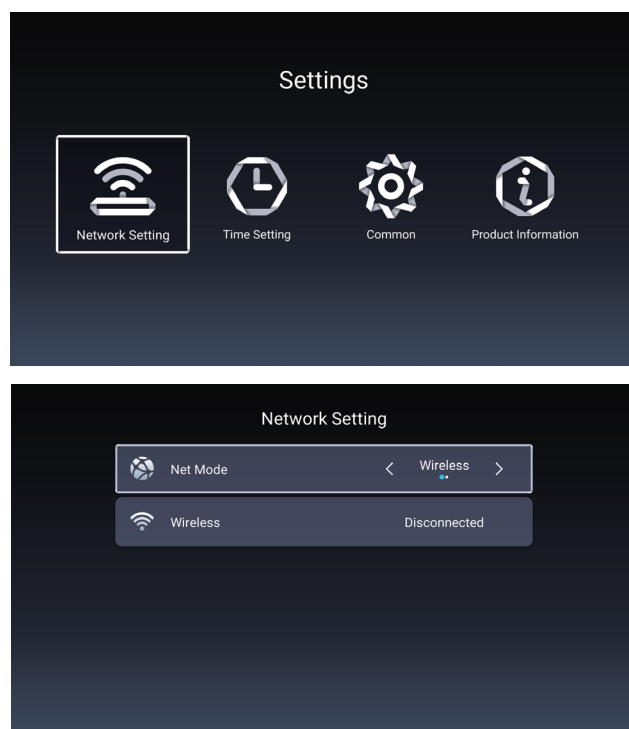 Settings
Network Setting
Time Setting
Common
Product Information
Network Setting
Net Mode
Wireless
Wireless
Disconnected